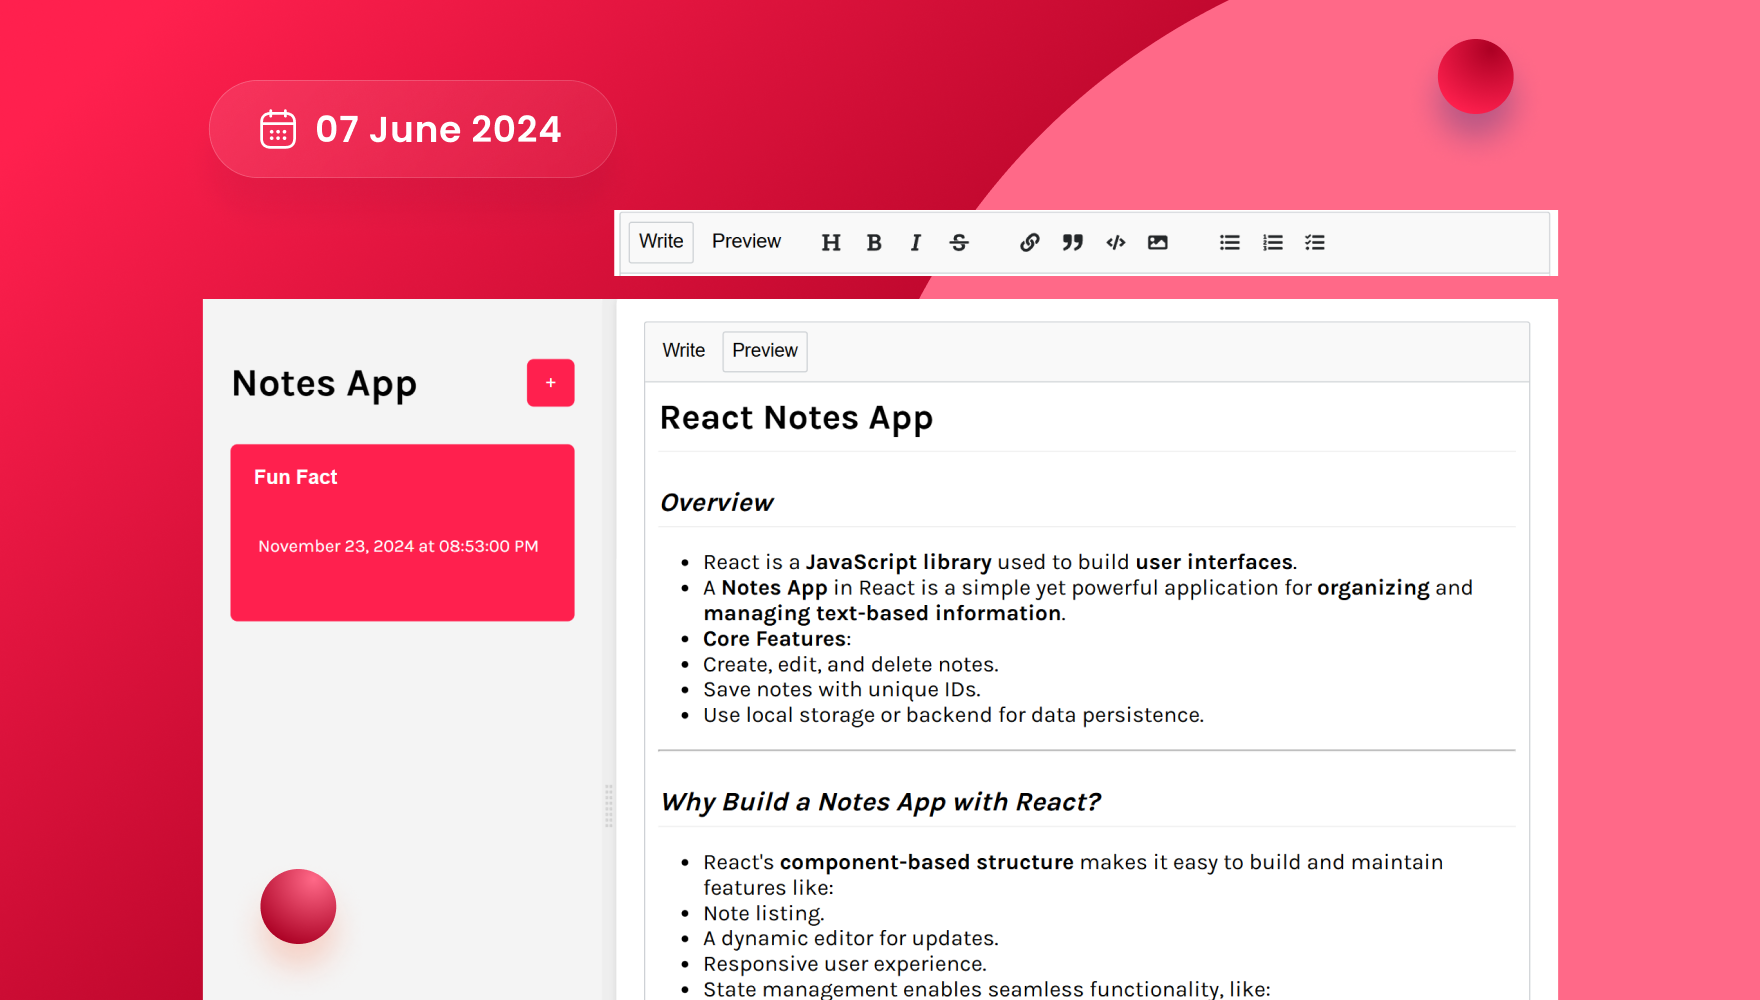 07 June 2024
Write Preview
Notes App +
Fun Fact
November 23, 2024 at 08:53:00 PM
Write Preview
React Notes App
Overview
React is a JavaScript library used to build user interfaces.
A Notes App in React is a simple yet powerful application for organizing and
managing text-based information.
Core Features:
Create, edit, and delete notes.
Save notes with unique IDs.
Use local storage or backend for data persistence.
Why Build a Notes App with React?
React's component-based structure makes it easy to build and maintain
features like:
Note listing.
A dynamic editor for updates.
Responsive user experience.
State management enables seamless functionality, like: